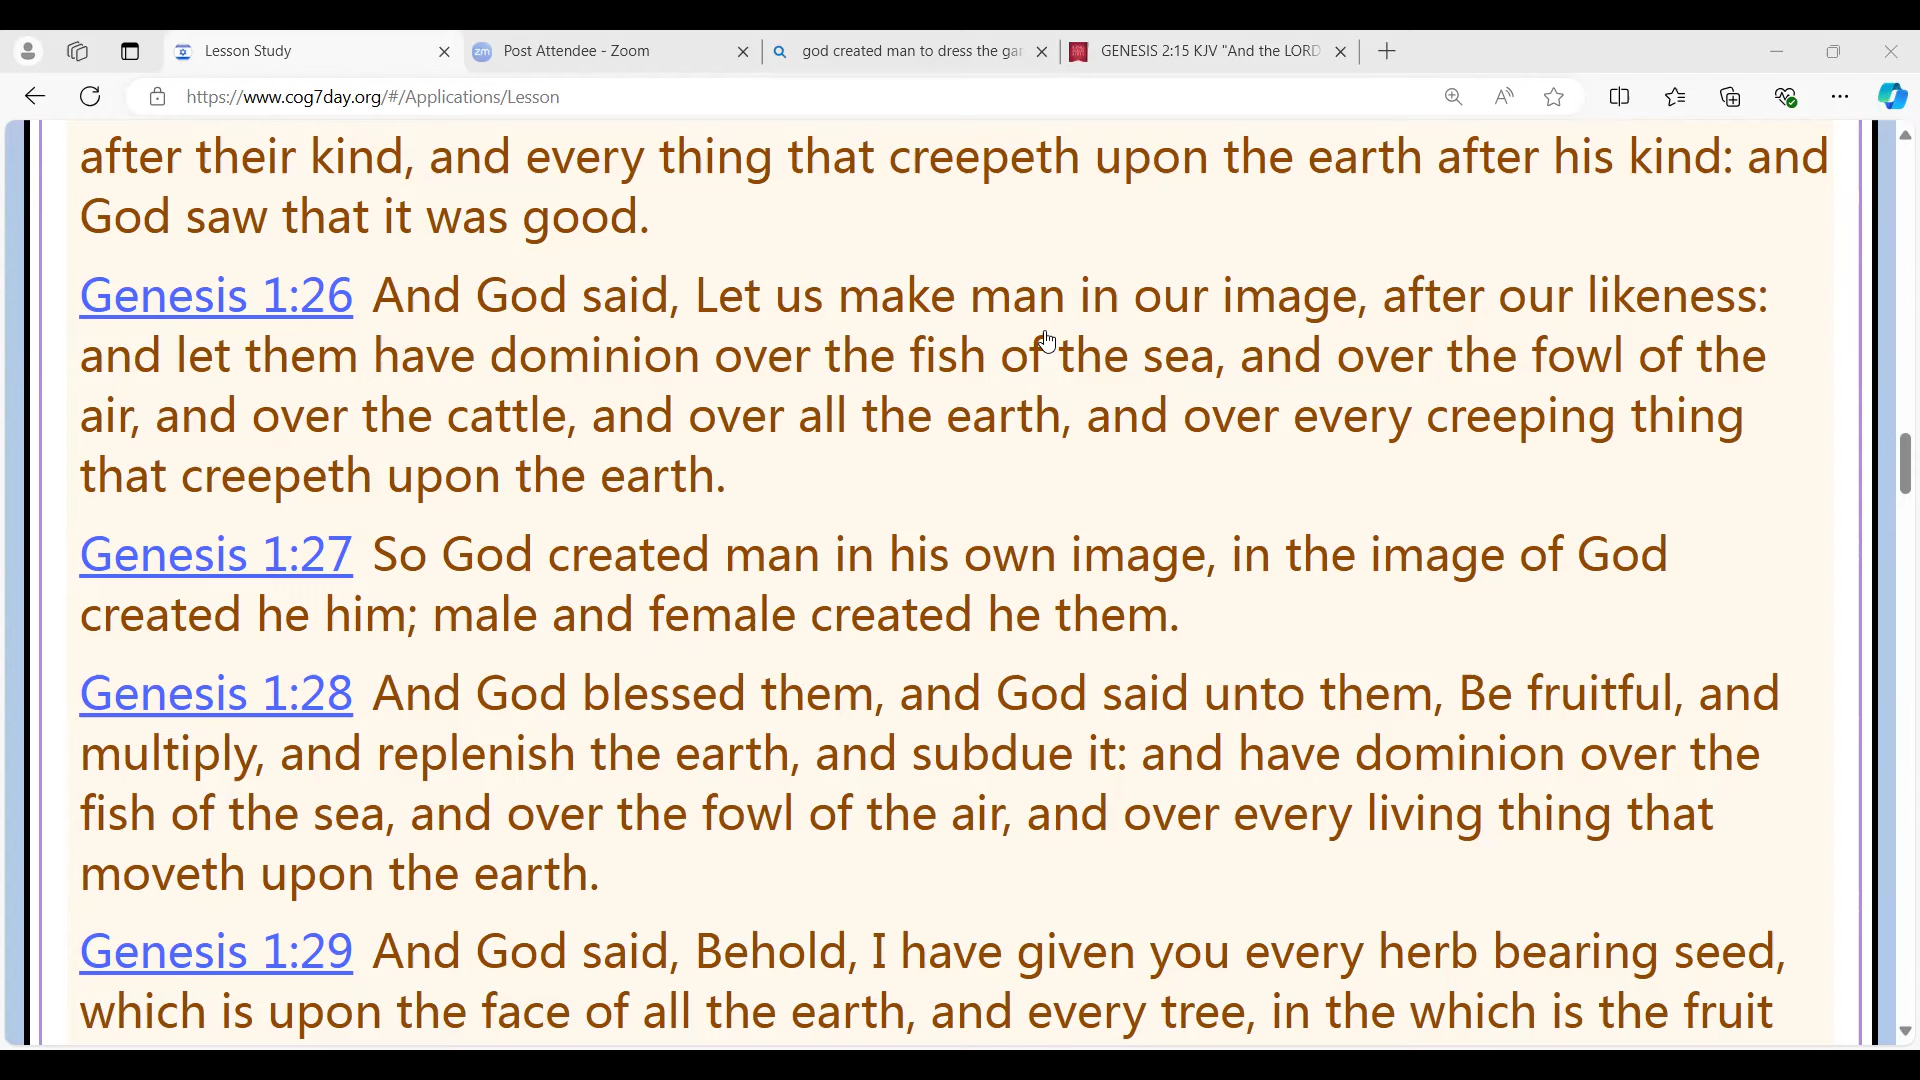 Lesson Study
zm Post Attendee - Zoom
god created man to dress the gar
GENESIS 2:15 KJV "And the LORD
https://www.cog7day.org/#/Applications/Lesson
after their kind, and every thing that creepeth upon the earth after his kind: and
God saw that it was good.
Genesis 1:26 And God said, Let us make man in our image, after our likeness:
and let them have dominion over the fish of the sea, and over the fowl of the
air, and over the cattle, and over all the earth, and over every creeping thing
that creepeth upon the earth.
Genesis 1:27 So God created man in his own image, in the image of God
created he him; male and female created he them.
Genesis 1:28 And God blessed them, and God said unto them, Be fruitful, and
multiply, and replenish the earth, and subdue it: and have dominion over the
fish of the sea, and over the fowl of the air, and over every living thing that
moveth upon the earth.
Genesis 1:29 And God said, Behold, I have given you every herb bearing seed,
which is upon the face of all the earth, and every tree, in the which is the fruit